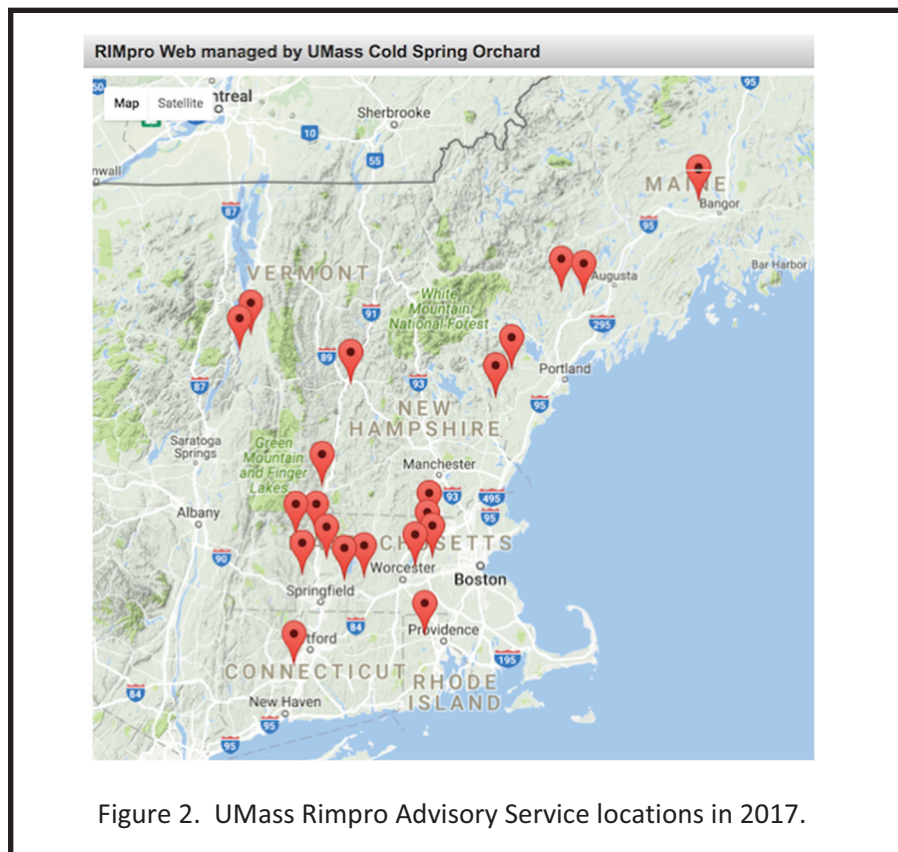 RIMpro Web managed by UMass Cold Spring Orchard
50
Map Satellite
ntreal
95
Sherbrooke
10
55
nwall
MAINE
Bangor
87
95
Bar Harbor
VERMONT
Augusta
White
Mountain
National Forest
91
295
89
Portland
87
93
95
NEW
HAMPSHIRE
Saratoga
Springs
Green
Mountain
and Finger
Lakes
Manchester
93
495
95
Albany
CHUSETTS
90
Worcester
Boston
Springfield
84
Providence
tford
195
CONNECTICUT
RHODE
ISLAND
84
New Haven
95
95
Figure 2. UMass Rimpro Advisory Service locations in 2017.